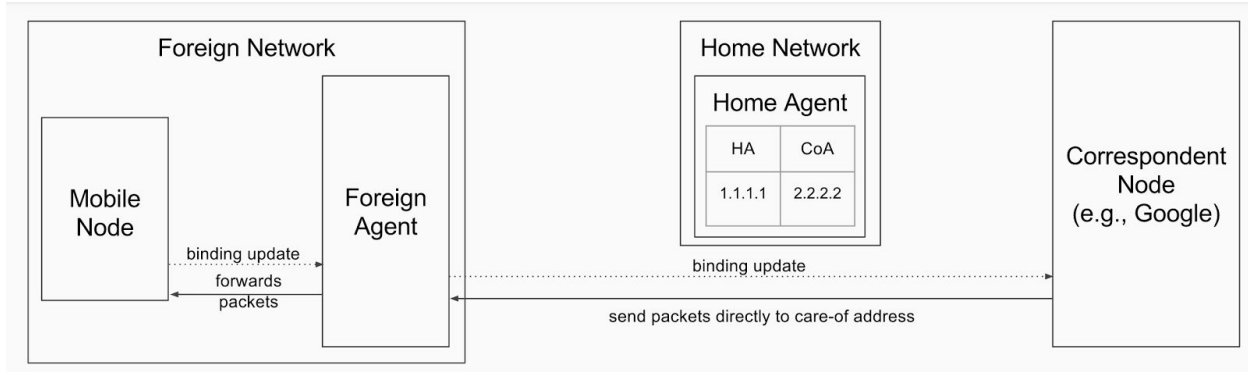 Foreign Network
Mobile
Node
Foreign
Agent
binding update
forwards
packets
Home Network
Home Agent
HA CoA
1.1.1.1 2.2.2.2
binding update
send packets directly to care-of address
Correspondent
Node
(e.g., Google)